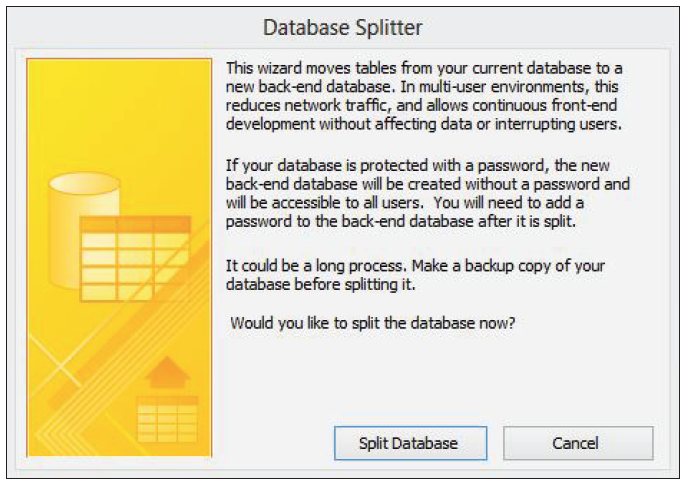 Database Splitter
This wizard moves tables from your current database to a
new back-end database. In multi-user environments, this
reduces network traffic, and allows continuous front-end
development without affecting data or interrupting users.
If your database is protected with a password, the new
back-end database will be created without a password and
will be accessible to all users.  You will need to add a
password to the back-end database after it is split.
It could be a long process. Make a backup copy of your
database before splitting it.
Would you like to split the database now?
Split Database
Cancel